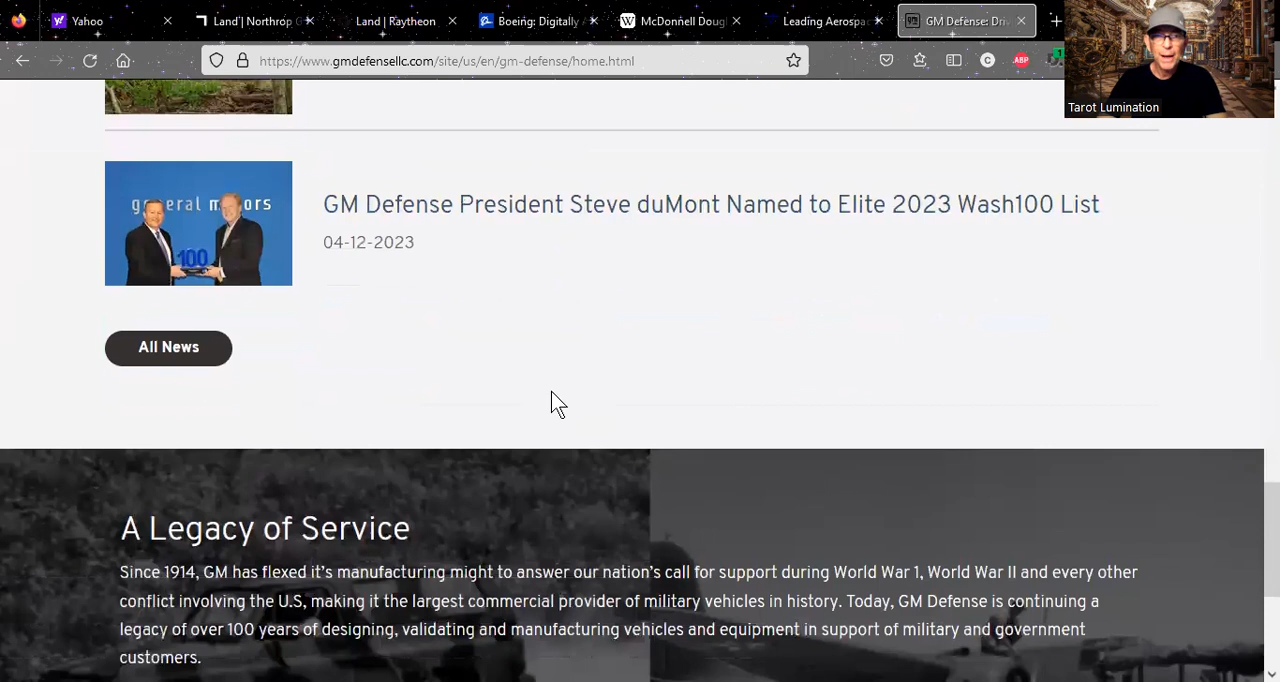 Yahoo
Land | Northrop G
Land | Raytheon
Boeing: Digitally A
McDonnell Dougl
Leading Aerospa
GM Defense: Driv
https://www.gmdefensellc.com/site/us/en/gm-defense/home.html
C
ABP
1
Tarot Lumination
general motors
100
GM Defense President Steve duMont Named to Elite 2023 Wash100 List
04-12-2023
All News
A Legacy of Service
Since 1914, GM has flexed it’s manufacturing might to answer our nation’s call for support during World War 1, World War II and every other
conflict involving the U.S, making it the largest commercial provider of military vehicles in history. Today, GM Defense is continuing a
legacy of over 100 years of designing, validating and manufacturing vehicles and equipment in support of military and government
customers.